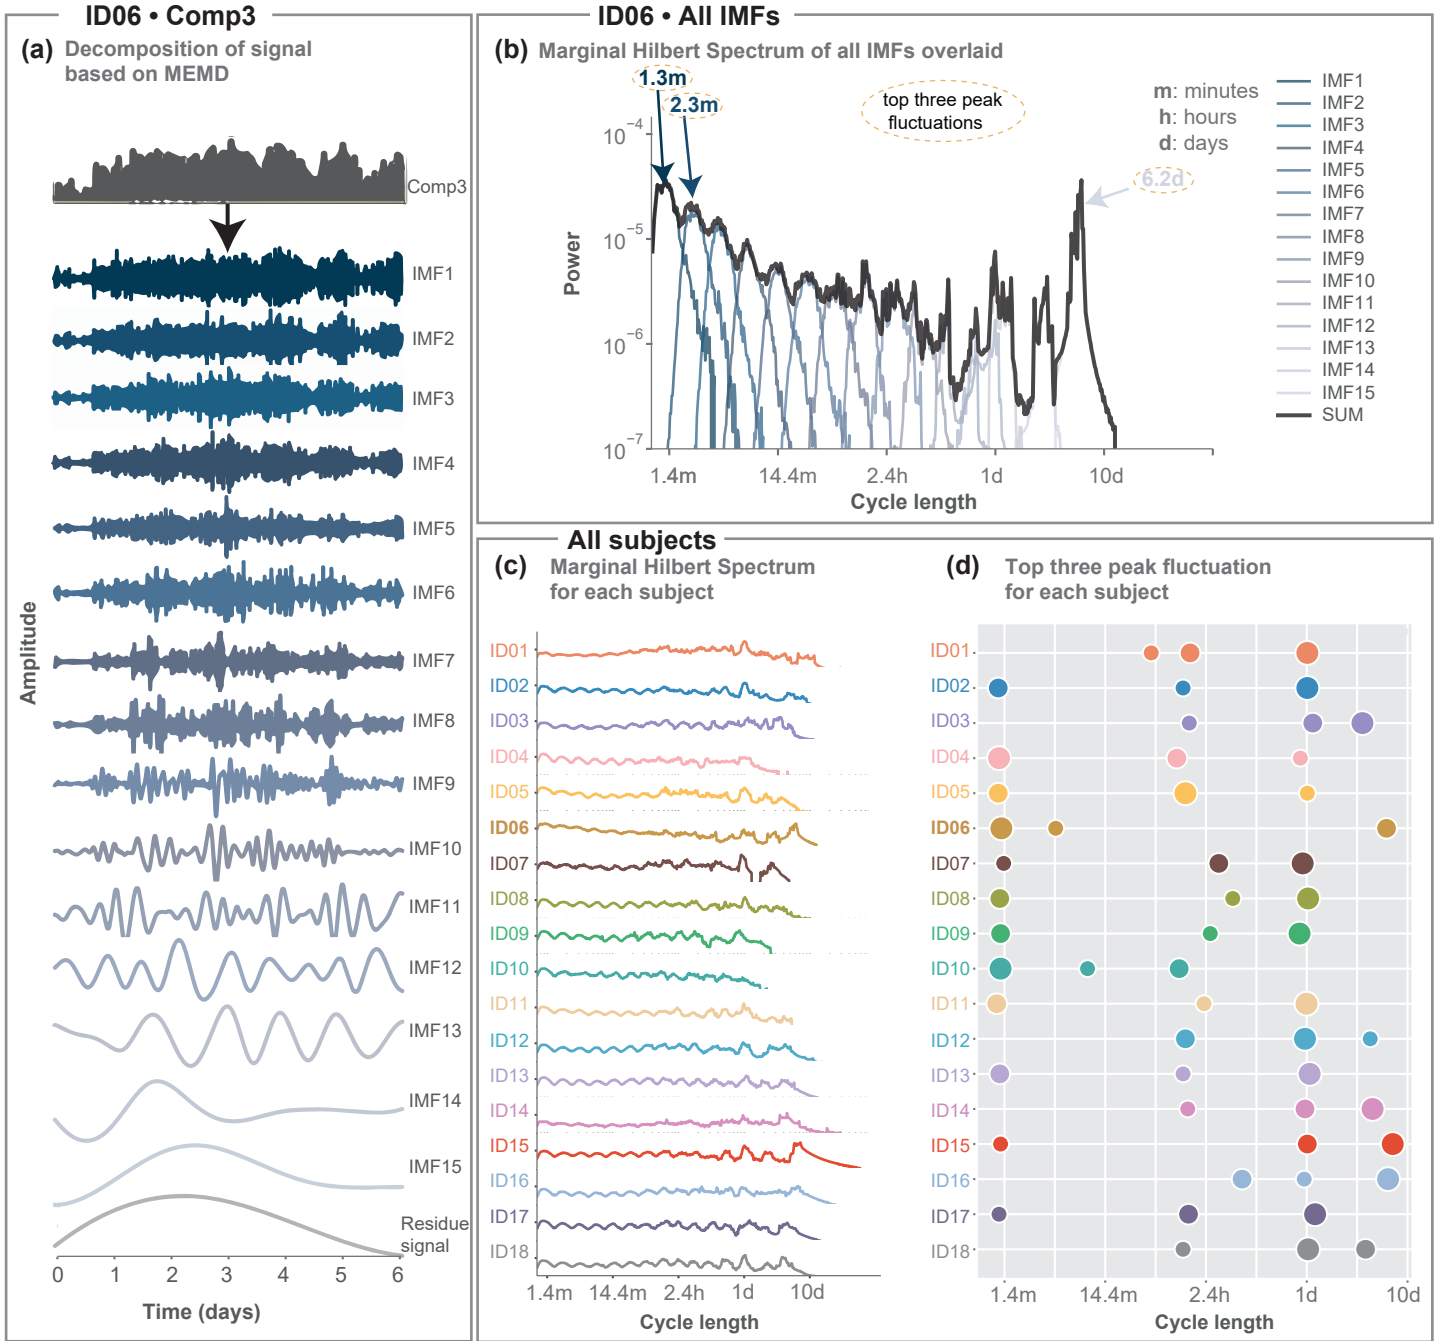 ID06 • Comp3
(a) Decomposition of signal
based on MEMD
Comp3
IMF1
IMF2
IMF3
IMF4
IMF5
IMF6
IMF7
IMF8
IMF9
IMF10
IMF11
IMF12
IMF13
IMF14
IMF15
Residue
signal
Amplitude
0 1 2 3 4 5 6
Time (days)
ID06 • All IMFs
(b) Marginal Hilbert Spectrum of all IMFs overlaid
1.3m
2.3m
top three peak
fluctuations
6.2d
m: minutes
h: hours
d: days
IMF1
IMF2
IMF3
IMF4
IMF5
IMF6
IMF7
IMF8
IMF9
IMF10
IMF11
IMF12
IMF13
IMF14
IMF15
SUM
Power
10⁻⁴
10⁻⁵
10⁻⁶
10⁻⁷
1.4m 14.4m 2.4h 1d 10d
Cycle length
All subjects
(c) Marginal Hilbert Spectrum
for each subject
ID01
ID02
ID03
ID04
ID05
ID06
ID07
ID08
ID09
ID10
ID11
ID12
ID13
ID14
ID15
ID16
ID17
ID18
1.4m 14.4m 2.4h 1d 10d
Cycle length
(d) Top three peak fluctuation
for each subject
ID01
ID02
ID03
ID04
ID05
ID06
ID07
ID08
ID09
ID10
ID11
ID12
ID13
ID14
ID15
ID16
ID17
ID18
1.4m 14.4m 2.4h 1d 10d
Cycle length